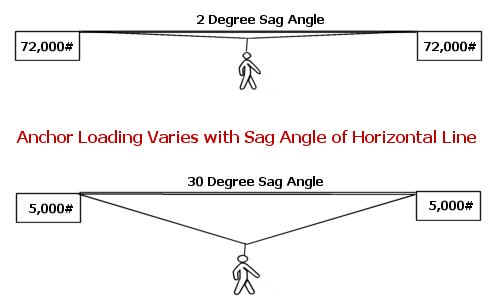 2 Degree Sag Angle
72,000# 72,000#
Anchor Loading Varies with Sag Angle of Horizontal Line
30 Degree Sag Angle
5,000# 5,000#